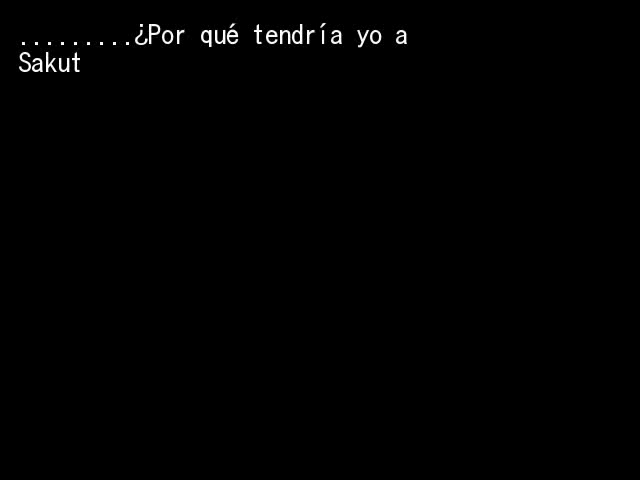 .........¿Por qué tendría yo a
Sakut